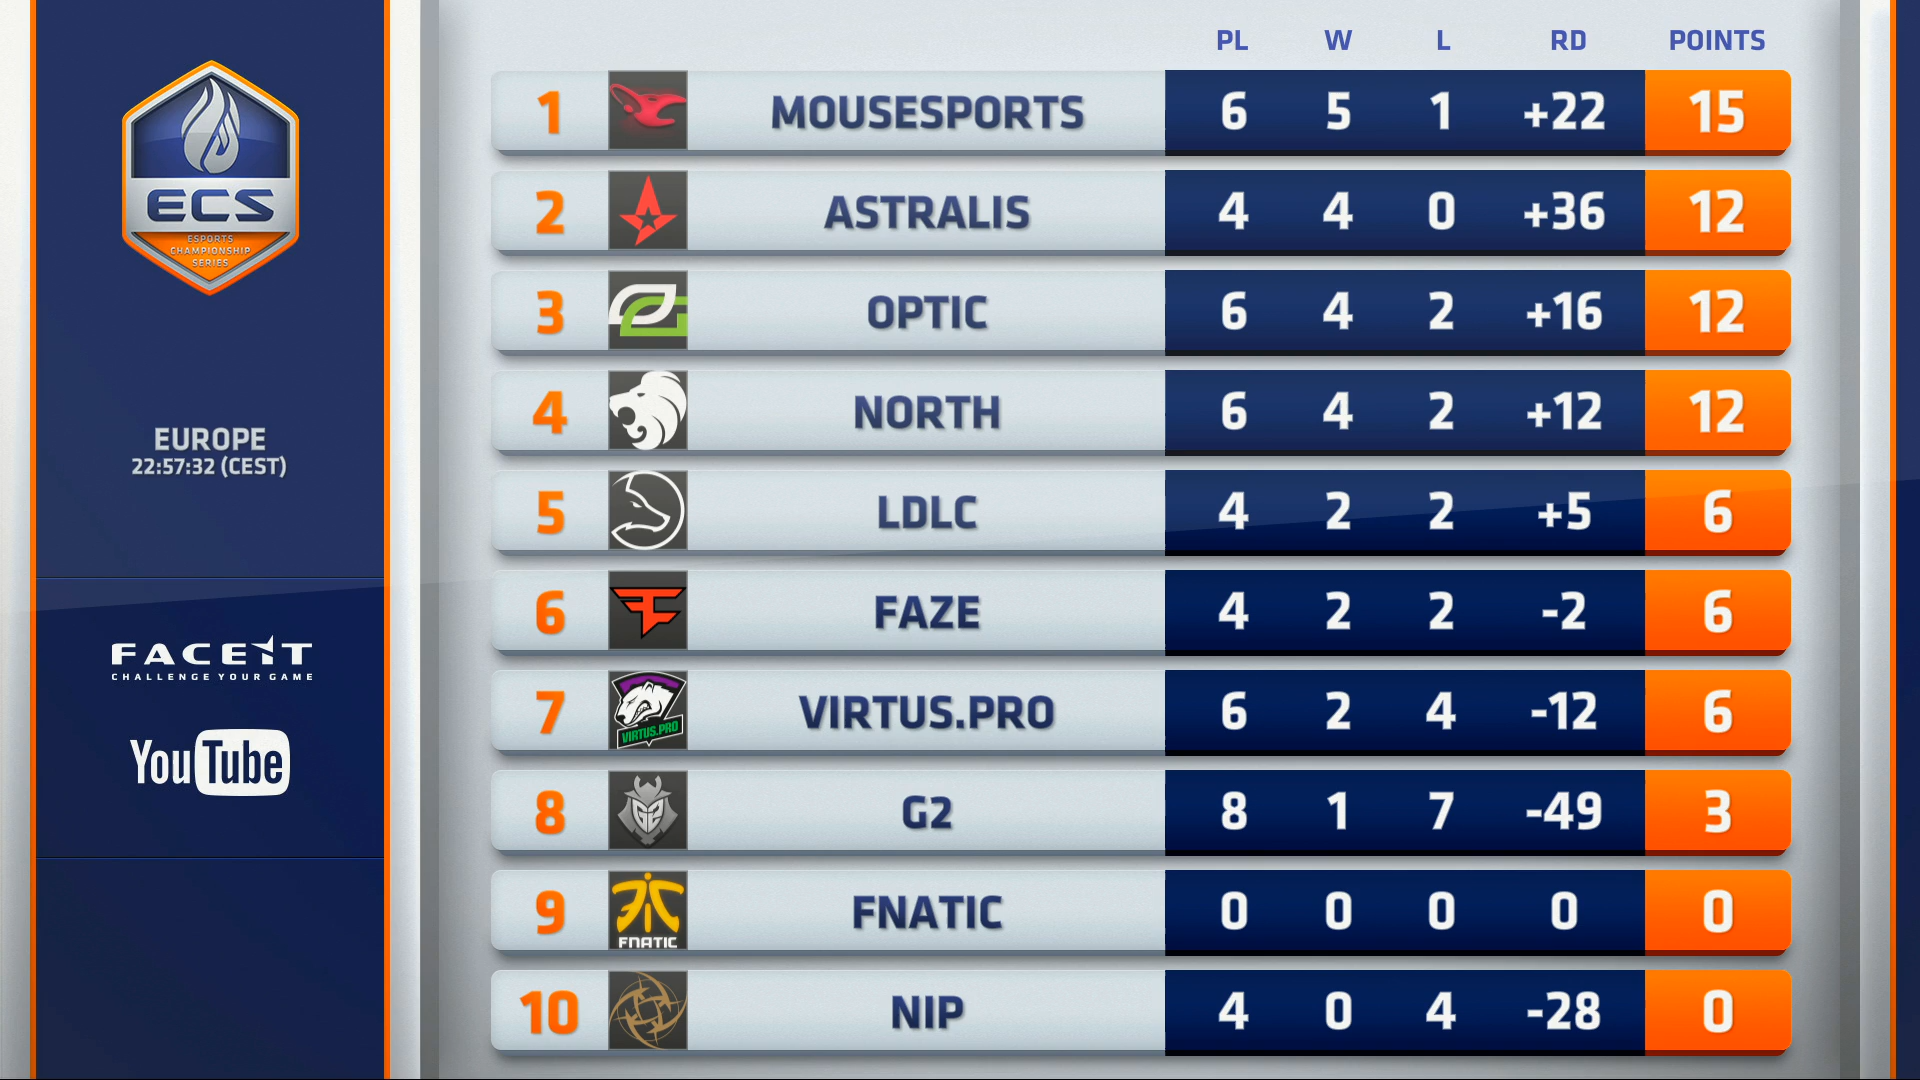 ECS
ESPORTS
CHAMPIONSHIP
SERIES
EUROPE
22:57:32 (CEST)
FACEIT
CHALLENGE YOUR GAME
YouTube
PL W L RD POINTS
1 MOUSESPORTS 6 5 1 +22 15
2 ASTRALIS 4 4 0 +36 12
3 OPTIC 6 4 2 +16 12
4 NORTH 6 4 2 +12 12
5 LDLC 4 2 2 +5 6
6 FAZE 4 2 2 -2 6
7 VIRTUS.PRO VIRTUS.PRO 6 2 4 -12 6
8 G2 G2 8 1 7 -49 3
9 FNATIC FNATIC 0 0 0 0 0
10 NIP 4 0 4 -28 0